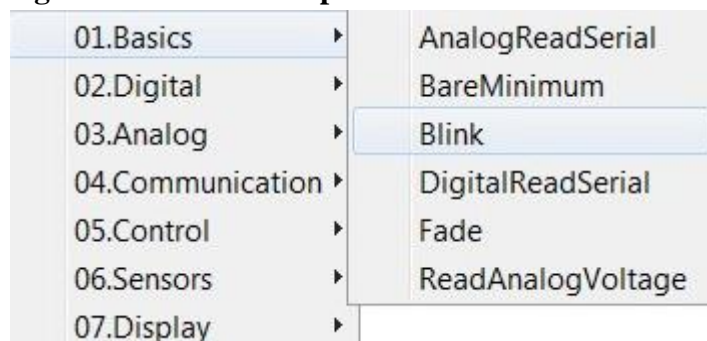 01.Basics
02.Digital
03.Analog
04.Communication
05.Control
06.Sensors
07.Display
AnalogReadSerial
BareMinimum
Blink
DigitalReadSerial
Fade
ReadAnalogVoltage